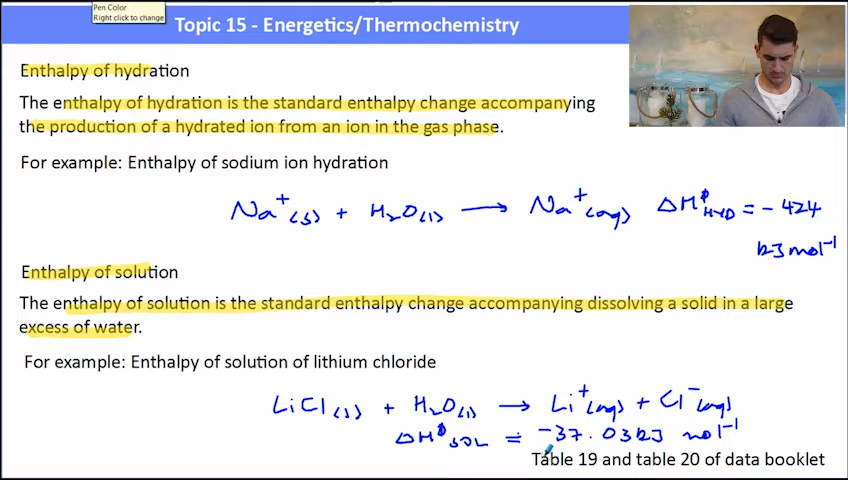 Pen Color
Right click to change
Topic 15 - Energetics/Thermochemistry
Enthalpy of hydration
The enthalpy of hydration is the standard enthalpy change accompanying
the production of a hydrated ion from an ion in the gas phase.
For example: Enthalpy of sodium ion hydration
Na⁺(s) + H₂O(l) → Na⁺(aq) ΔH°HYD = -424
kJ mol⁻¹
Enthalpy of solution
The enthalpy of solution is the standard enthalpy change accompanying dissolving a solid in a large
excess of water.
For example: Enthalpy of solution of lithium chloride
LiCl(s) + H₂O(l) → Li⁺(aq) + Cl⁻(aq)
ΔH°SOL = -37.03 kJ mol⁻¹
Table 19 and table 20 of data booklet